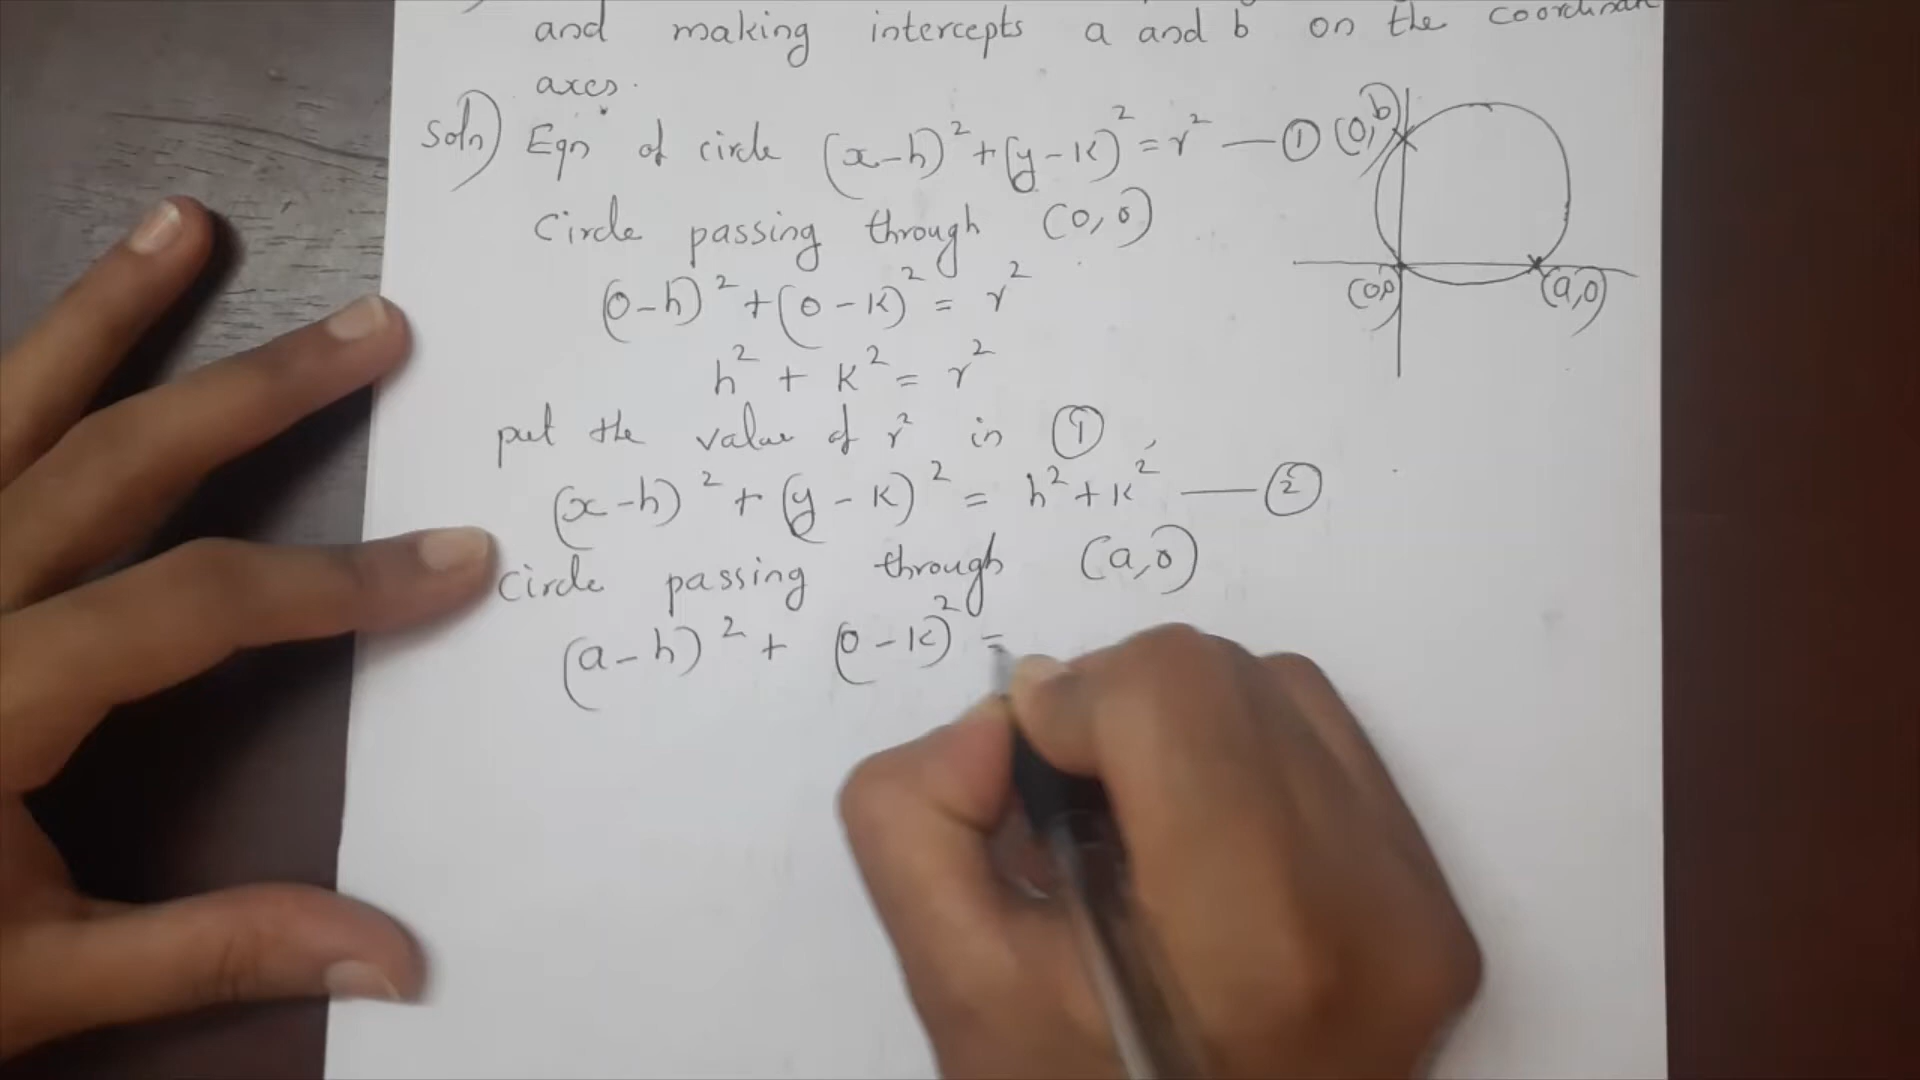 and making intercepts a and b on the coordinat
axes.
Soln) Eqn of circle (x-h)²+(y-k)²=r² — ①
Circle passing through (0,0)
(0-h)²+(0-k)² = r²
h² + k² = r²
put the value of r² in ①,
(x-h)²+(y-k)² = h²+k² — ②
Circle passing through (a,0)
(a-h)² + (0-k)² =
(0,b)
(0,0)
(a,0)